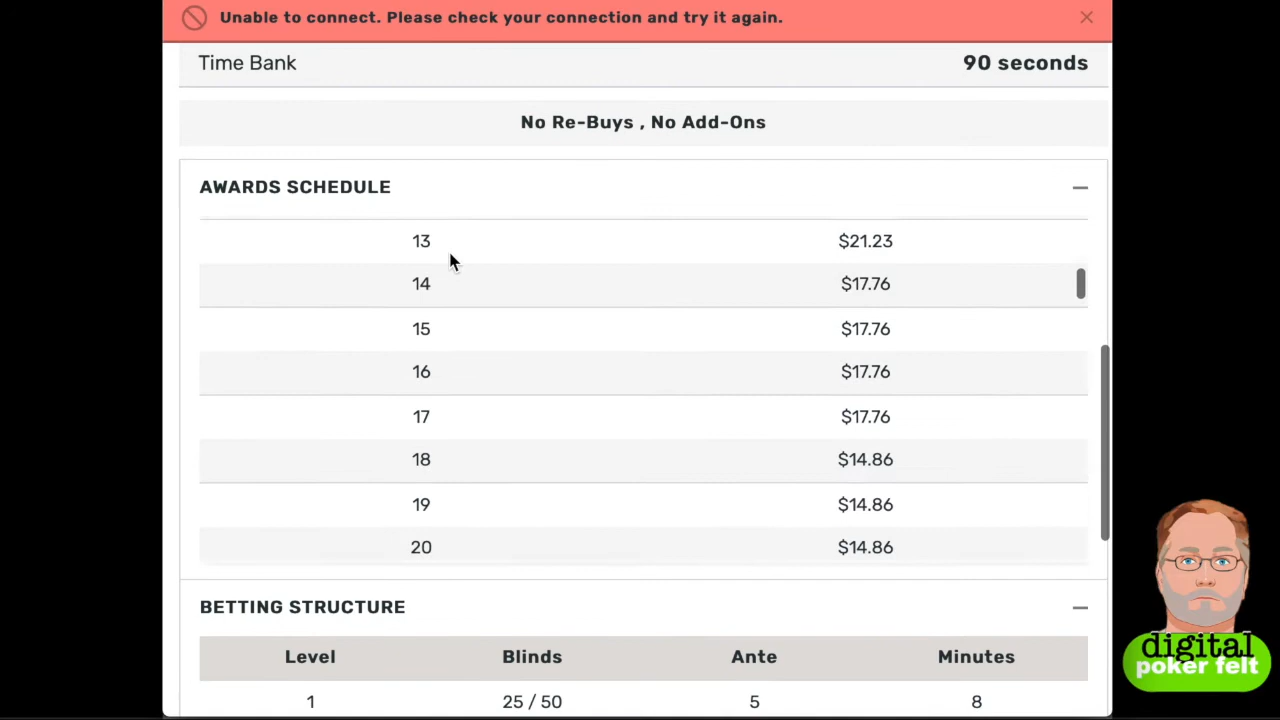 Unable to connect. Please check your connection and try it again.
Time Bank 90 seconds
No Re-Buys , No Add-Ons
AWARDS SCHEDULE
13 $21.23
14 $17.76
15 $17.76
16 $17.76
17 $17.76
18 $14.86
19 $14.86
20 $14.86
BETTING STRUCTURE
Level Blinds Ante Minutes
1 25 / 50 5 8
digital
poker felt